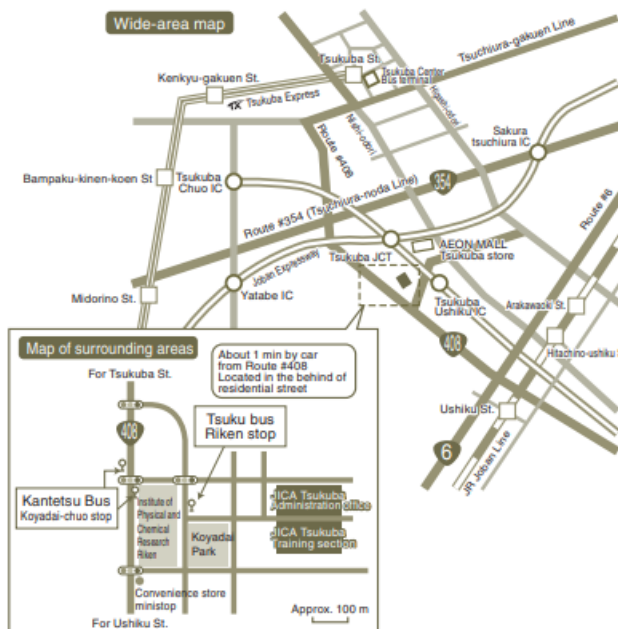 Wide-area map
Tsukuba St.
Tsukuba Center
Bus terminal
Tsuchiura-gakuen Line
Kenkyu-gakuen St.
TX Tsukuba Express
Nishi-odori
Higashi-odori
Route #408
Sakura
tsuchiura IC
Bampaku-kinen-koen St
Tsukuba
Chuo IC
354
Route #354 (Tsuchiura-noda Line)
Route #6
AEON MALL
Tsukuba store
Tsukuba JCT
Joban Expressway
Midorino St.
Yatabe IC
Tsukuba
Ushiku IC
Arakawaoki St.
Hitachino-ushiku S
408
Ushiku St.
6
JR Joban Line
Map of surrounding areas
About 1 min by car
from Route #408
Located in the behind of
residential street
For Tsukuba St.
408
Tsuku bus
Riken stop
Kantetsu Bus
Koyadai-chuo stop
Institute of
Physical and
Chemical
Research
Riken
JICA Tsukuba
Administration office
Koyadai
Park
JICA Tsukuba
Training section
Convenience store
ministop
For Ushiku St.
Approx. 100 m